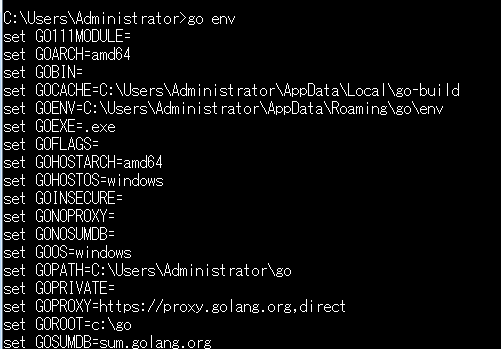 C:\Users\Administrator>go env
set GO111MODULE=
set GOARCH=amd64
set GOBIN=
set GOCACHE=C:\Users\Administrator\AppData\Local\go-build
set GOENV=C:\Users\Administrator\AppData\Roaming\go\env
set GOEXE=.exe
set GOFLAGS=
set GOHOSTARCH=amd64
set GOHOSTOS=windows
set GOINSECURE=
set GONOPROXY=
set GONOSUMDB=
set GOOS=windows
set GOPATH=C:\Users\Administrator\go
set GOPRIVATE=
set GOPROXY=https://proxy.golang.org,direct
set GOROOT=c:\go
set GOSUMDB=sum.golang.org